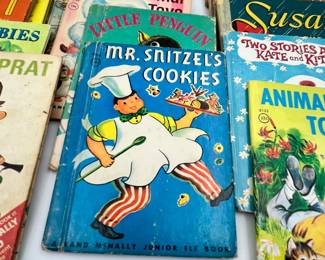 LITTLE PENGUIN
MR. SNITZEL'S
COOKIES
A RAND McNALLY JUNIOR ELF BOOK
BIES
PRAT
Susa
TWO STORIES
KATE and KIT
ANIMA
TO